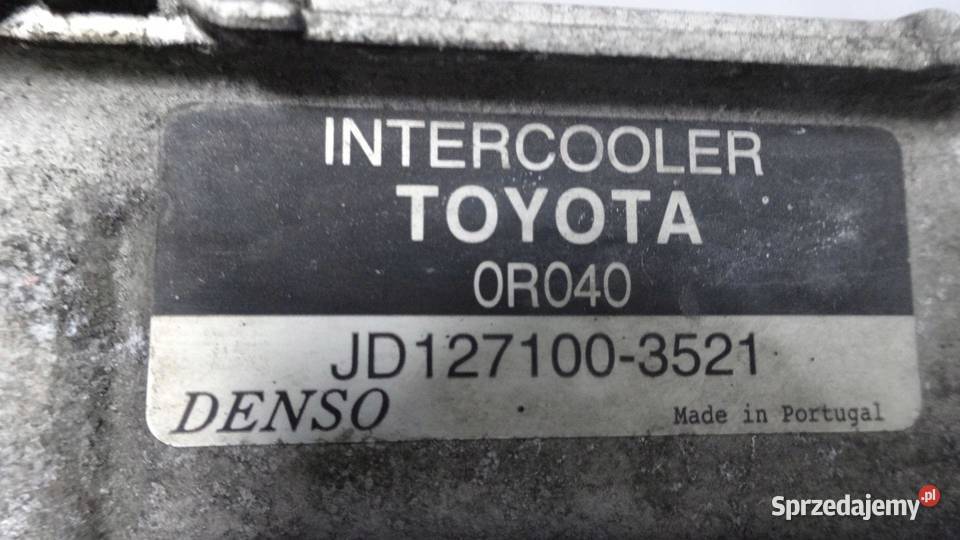 INTERCOOLER
TOYOTA
0R040
JD127100-3521
DENSO
Made in Portugal
Sprzedajemy.pl